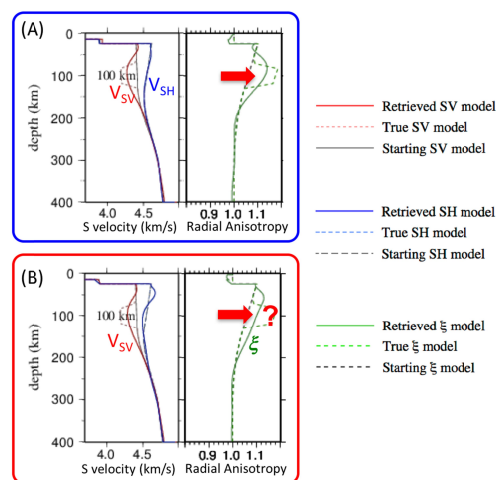 (A)
0
100
200
300
400
depth (km)
100 km
VSV
VSH
4.0 4.5
S velocity (km/s)
0.9 1.0 1.1
Radial Anisotropy
(B)
0
100
200
300
400
depth (km)
100 km
VSV
?
ξ
4.0 4.5
S velocity (km/s)
0.9 1.0 1.1
Radial Anisotropy
Retrieved SV model
True SV model
Starting SV model
Retrieved SH model
True SH model
Starting SH model
Retrieved ξ model
True ξ model
Starting ξ model